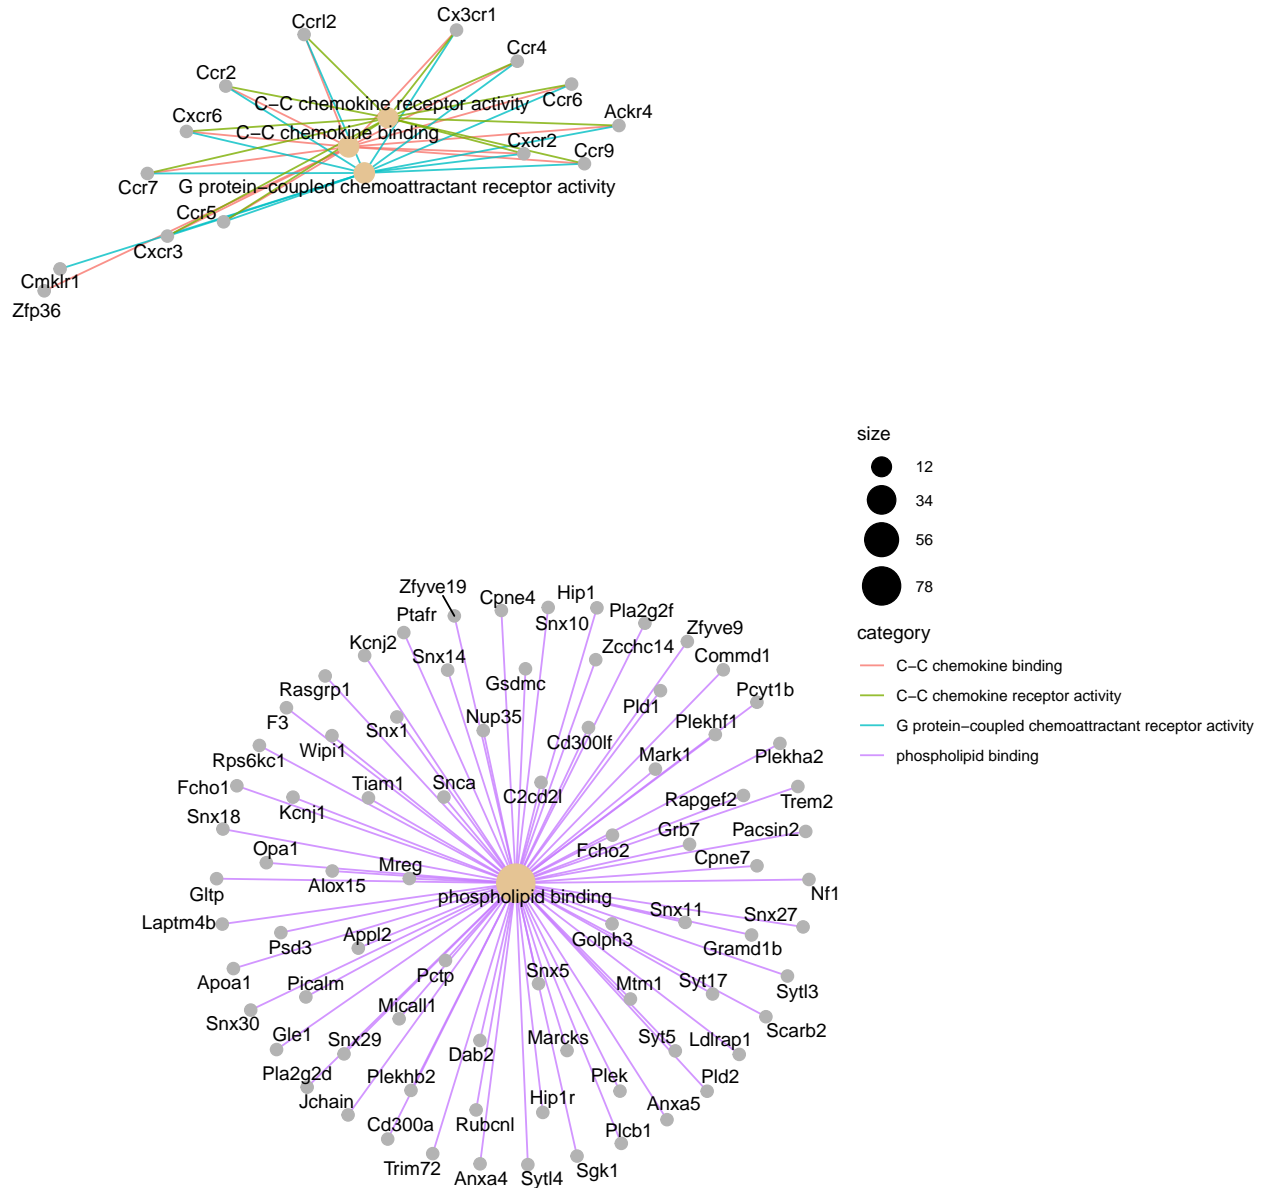 Ccrl2
Cx3cr1
Ccr4
Ccr2
Ccr6
C−C chemokine receptor activity
Cxcr6
Ackr4
C−C chemokine binding
Cxcr2
Ccr9
Ccr7
G protein−coupled chemoattractant receptor activity
Ccr5
Cxcr3
Cmklr1
Zfp36
size
12
34
56
78
category
C−C chemokine binding
C−C chemokine receptor activity
G protein−coupled chemoattractant receptor activity
phospholipid binding
Zfyve19
Cpne4
Hip1
Ptafr
Snx10
Pla2g2f
Zfyve9
Kcnj2
Snx14
Zcchc14
Commd1
Rasgrp1
Gsdmc
Pcyt1b
F3
Snx1
Nup35
Pld1
Plekhf1
Wipi1
Cd300lf
Rps6kc1
Mark1
Plekha2
Fcho1
Tiam1
Snca
C2cd2l
Rapgef2
Trem2
Snx18
Kcnj1
Grb7
Pacsin2
Opa1
Fcho2
Cpne7
Mreg
Alox15
Gltp
phospholipid binding
Nf1
Laptm4b
Snx11
Snx27
Psd3
Appl2
Golph3
Gramd1b
Apoa1
Picalm
Pctp
Snx5
Mtm1
Syt17
Sytl3
Snx30
Micall1
Scarb2
Gle1
Snx29
Dab2
Marcks
Syt5
Ldlrap1
Pla2g2d
Plekhb2
Plek
Pld2
Jchain
Hip1r
Anxa5
Cd300a
Rubcnl
Plcb1
Trim72
Anxa4
Sytl4
Sgk1